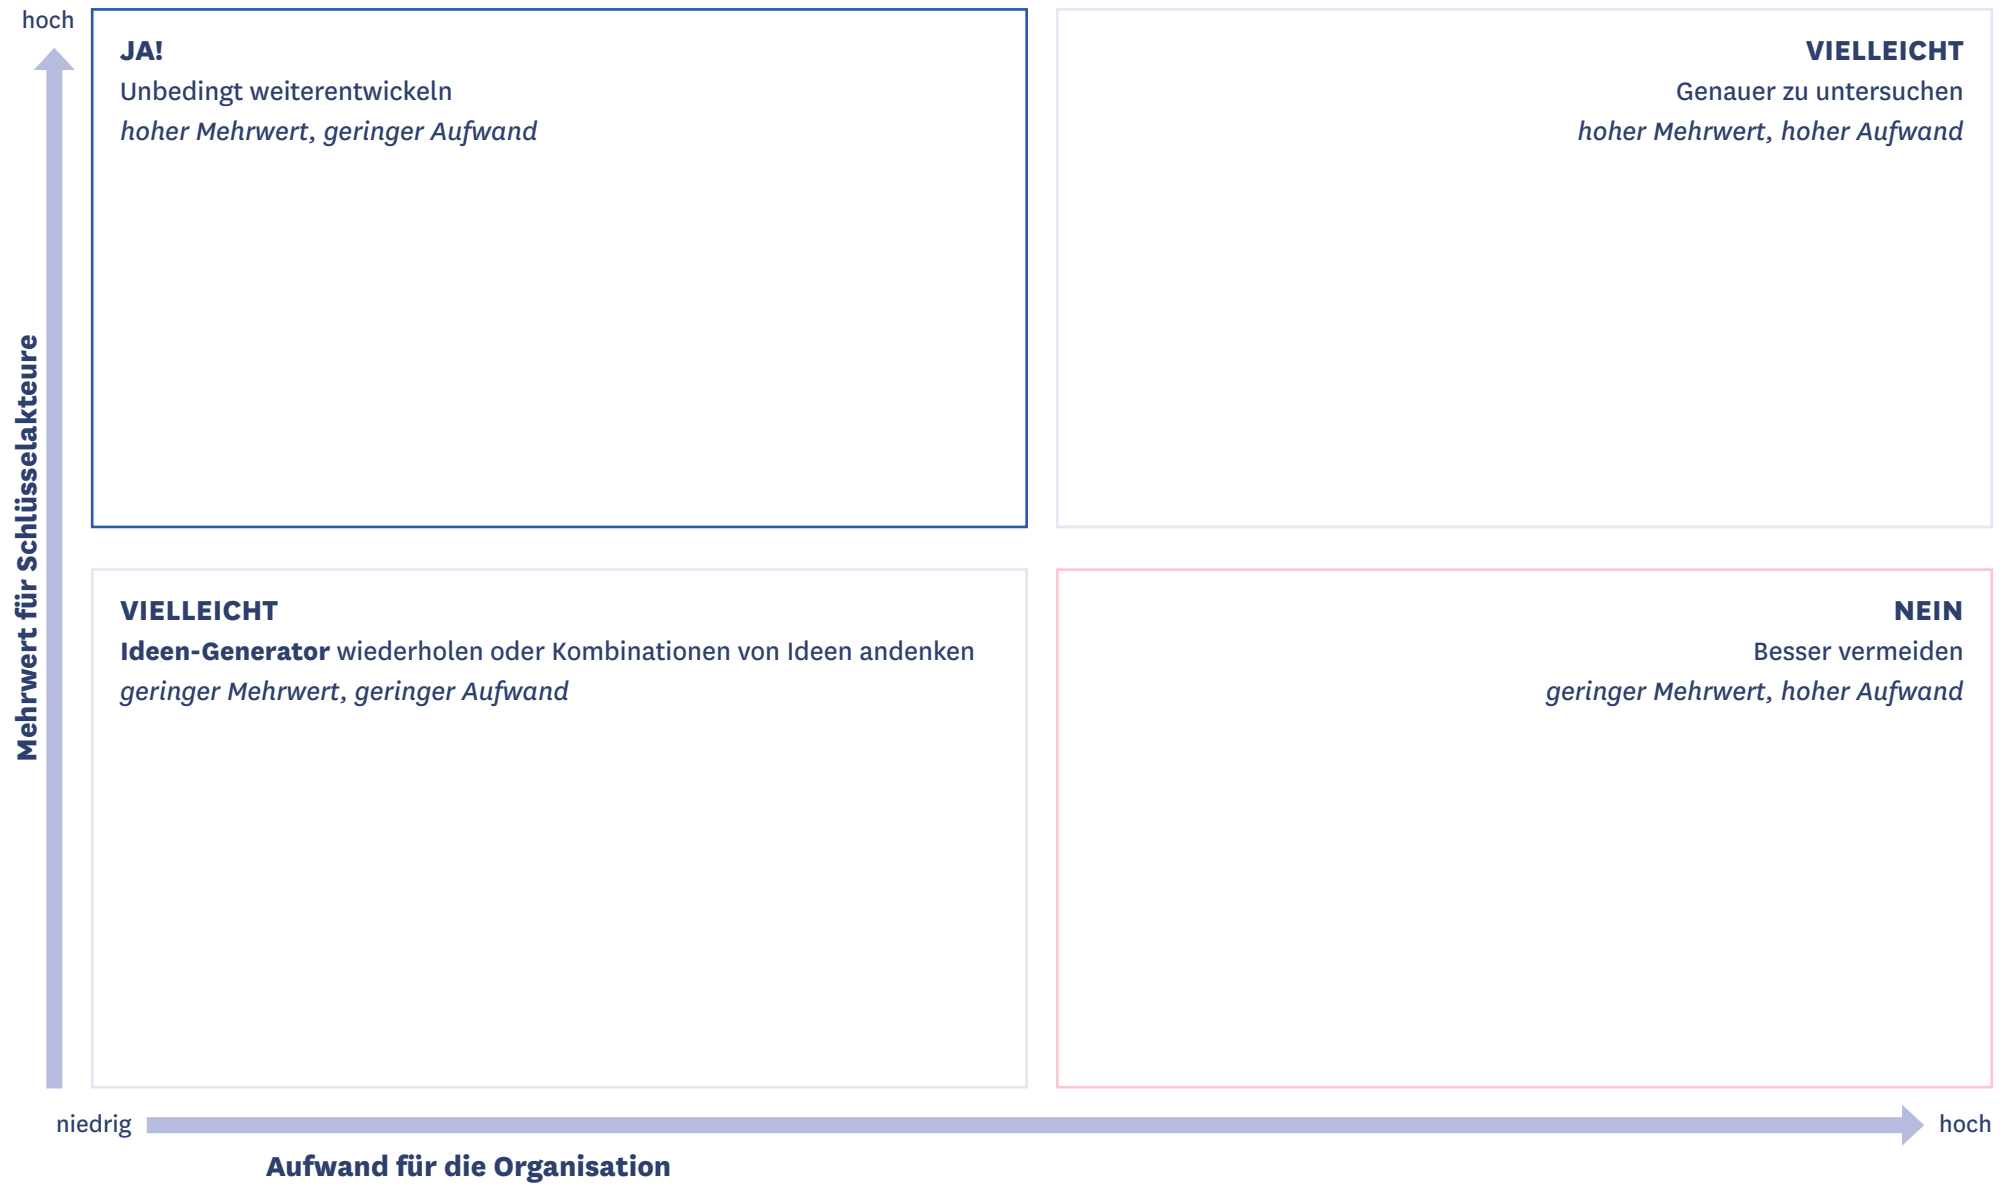 hoch
JA!
Unbedingt weiterentwickeln
hoher Mehrwert, geringer Aufwand
VIELLEICHT
Genauer zu untersuchen
hoher Mehrwert, hoher Aufwand
Mehrwert für Schlüsselakteure
VIELLEICHT
Ideen-Generator wiederholen oder Kombinationen von Ideen andenken
geringer Mehrwert, geringer Aufwand
NEIN
Besser vermeiden
geringer Mehrwert, hoher Aufwand
niedrig
hoch
Aufwand für die Organisation